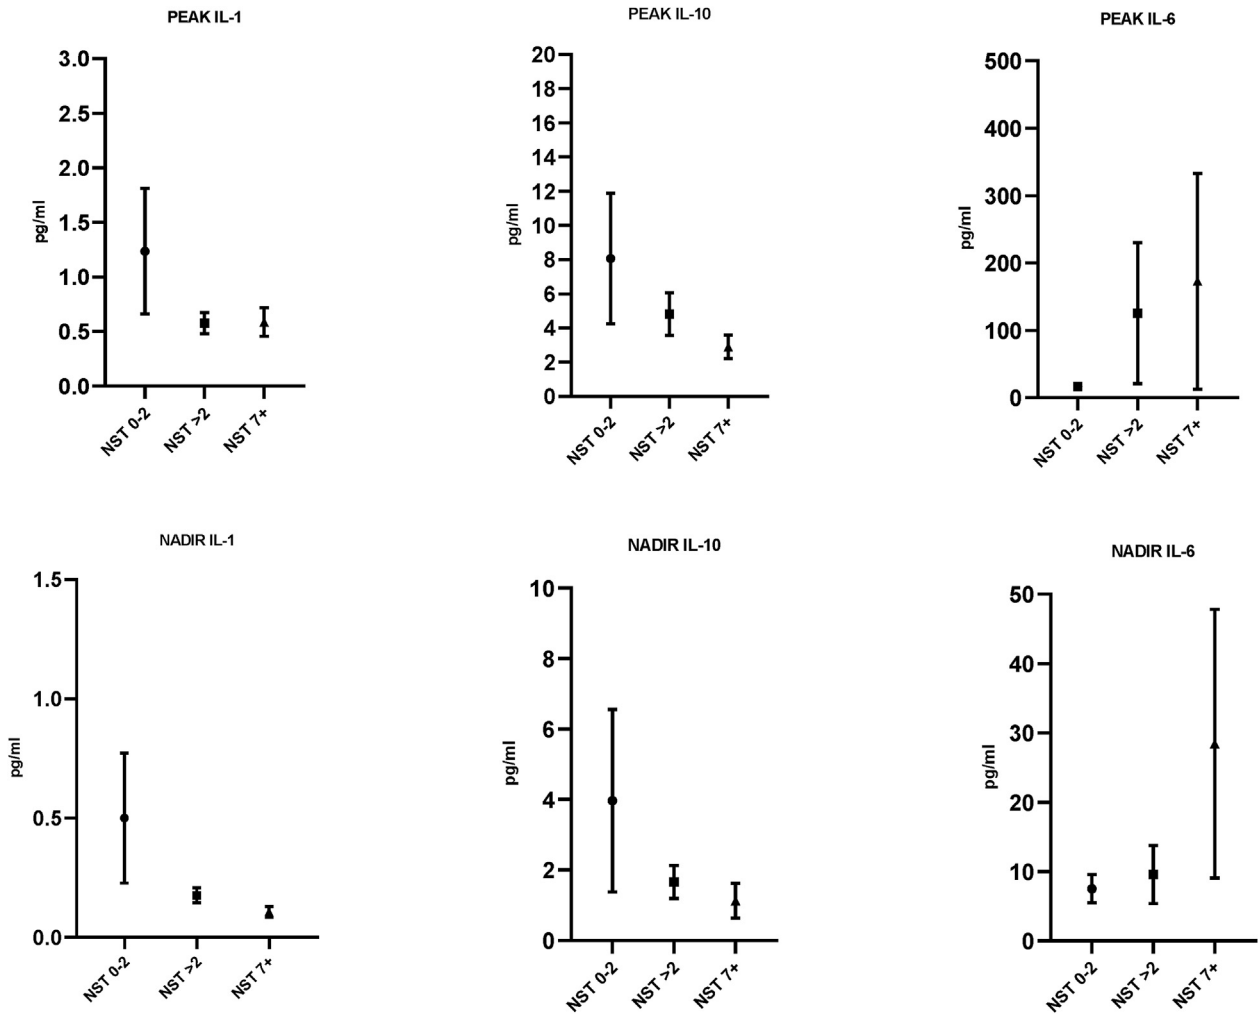 PEAK IL-1
3.0
2.5
2.0
1.5
1.0
0.5
0.0
pg/ml
NST 0-2
NST >2
NST 7+
PEAK IL-10
20
18
16
14
12
10
8
6
4
2
0
pg/ml
NST 0-2
NST >2
NST 7+
PEAK IL-6
500
400
300
200
100
0
pg/ml
NST 0-2
NST >2
NST 7+
NADIR IL-1
1.5
1.0
0.5
0.0
pg/ml
NST 0-2
NST >2
NST 7+
NADIR IL-10
10
8
6
4
2
0
pg/ml
NST 0-2
NST >2
NST 7+
NADIR IL-6
50
40
30
20
10
0
pg/ml
NST 0-2
NST >2
NST 7+